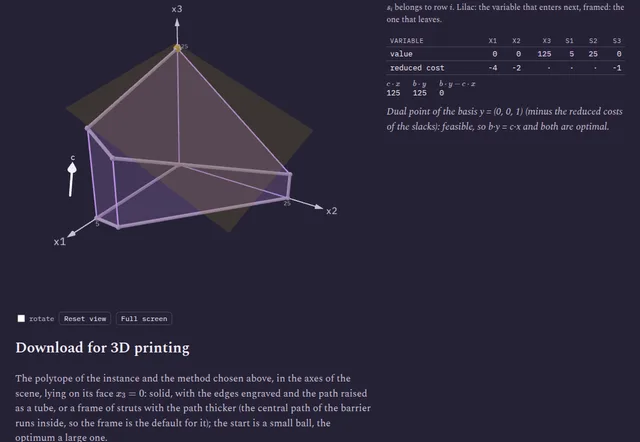 x3
25
c
x2
25
5
x1
rotate Reset view Full screen
Download for 3D printing
The polytope of the instance and the method chosen above, in the axes of the
scene, lying on its face x₃ = 0: solid, with the edges engraved and the path raised
as a tube, or a frame of struts with the path thicker (the central path of the barrier
runs inside, so the frame is the default for it); the start is a small ball, the
optimum a large one.
sᵢ belongs to row i. Lilac: the variable that enters next, framed: the
one that leaves.
VARIABLE X1 X2 X3 S1 S2 S3
value 0 0 125 5 25 0
reduced cost -4 -2 · · · -1
c·x b·y b·y−c·x
125 125 0
Dual point of the basis y = (0, 0, 1) (minus the reduced costs
of the slacks): feasible, so b·y = c·x and both are optimal.